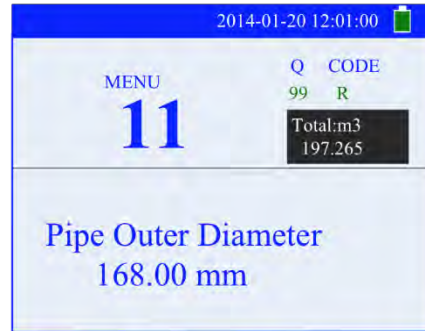 2014-01-20 12:01:00
MENU
11
Q CODE
99 R
Total:m3
197.265
Pipe Outer Diameter
168.00 mm